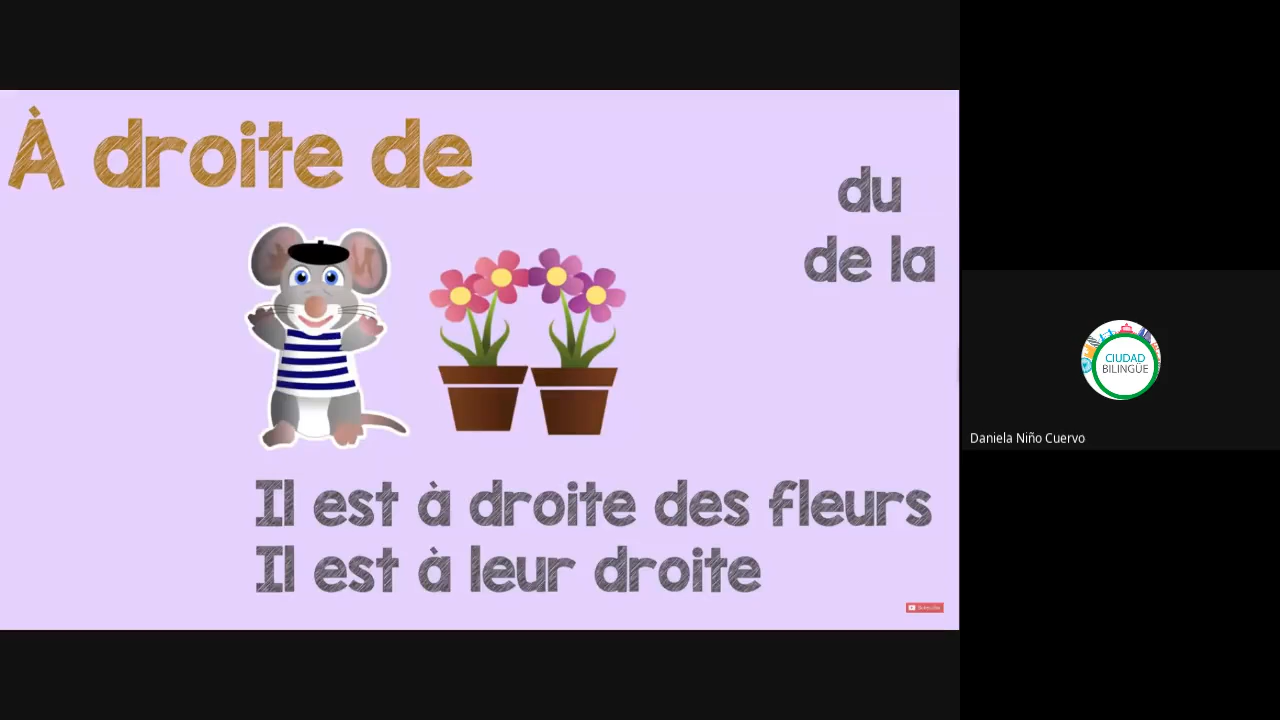 À droite de
du
de la
Il est à droite des fleurs
Il est à leur droite
Subscribe
CIUDAD
BILINGÜE
Daniela Niño Cuervo